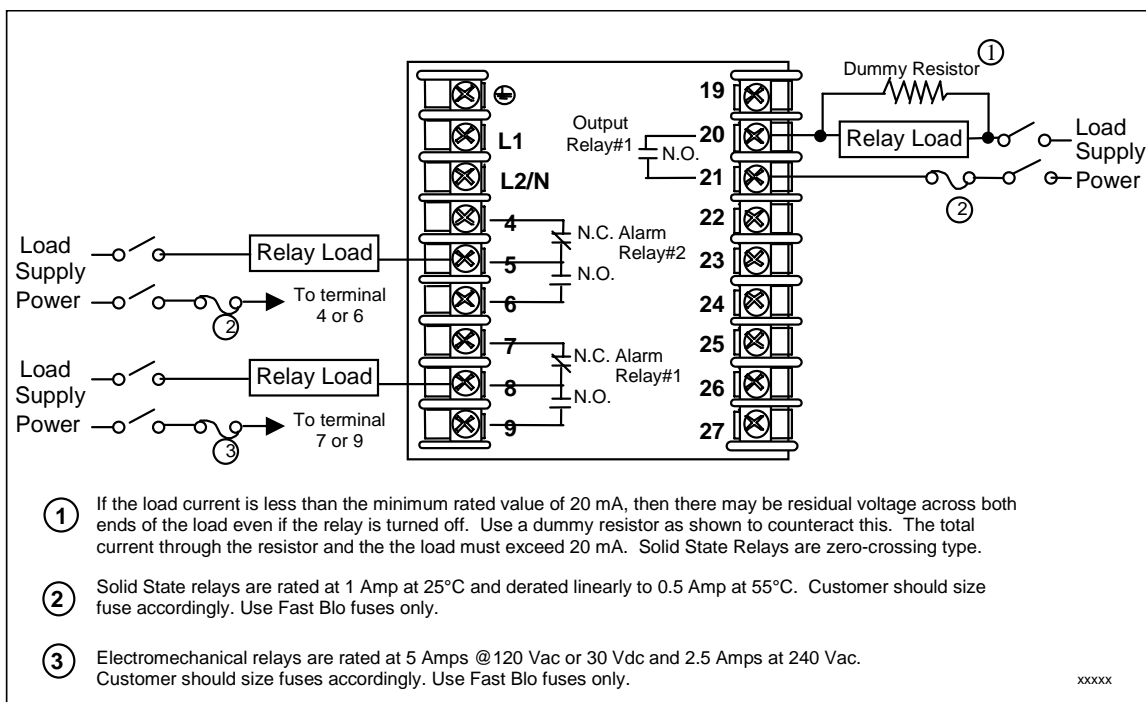 1
Dummy Resistor
19
L1
L2/N
Output
Relay#1
N.O.
20
21
Relay Load
Load
Supply
Power
2
4
5
6
N.C. Alarm
Relay#2
N.O.
22
23
24
Load
Supply
Power
Relay Load
To terminal
4 or 6
2
7
8
9
N.C. Alarm
Relay#1
N.O.
25
26
27
Load
Supply
Power
Relay Load
To terminal
7 or 9
3
1 If the load current is less than the minimum rated value of 20 mA, then there may be residual voltage across both
ends of the load even if the relay is turned off. Use a dummy resistor as shown to counteract this. The total
current through the resistor and the the load must exceed 20 mA. Solid State Relays are zero-crossing type.
2 Solid State relays are rated at 1 Amp at 25°C and derated linearly to 0.5 Amp at 55°C. Customer should size
fuse accordingly. Use Fast Blo fuses only.
3 Electromechanical relays are rated at 5 Amps @120 Vac or 30 Vdc and 2.5 Amps at 240 Vac.
Customer should size fuses accordingly. Use Fast Blo fuses only.
xxxxx